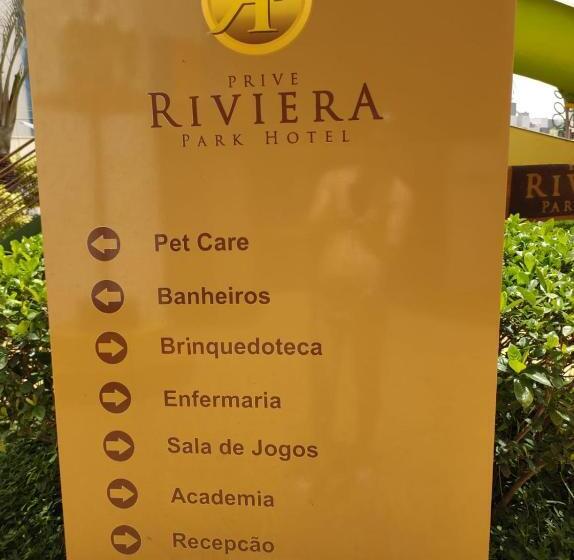 PRIVE
RIVIERA
PARK HOTEL
Pet Care
Banheiros
Brinquedoteca
Enfermaria
Sala de Jogos
Academia
Recepcão